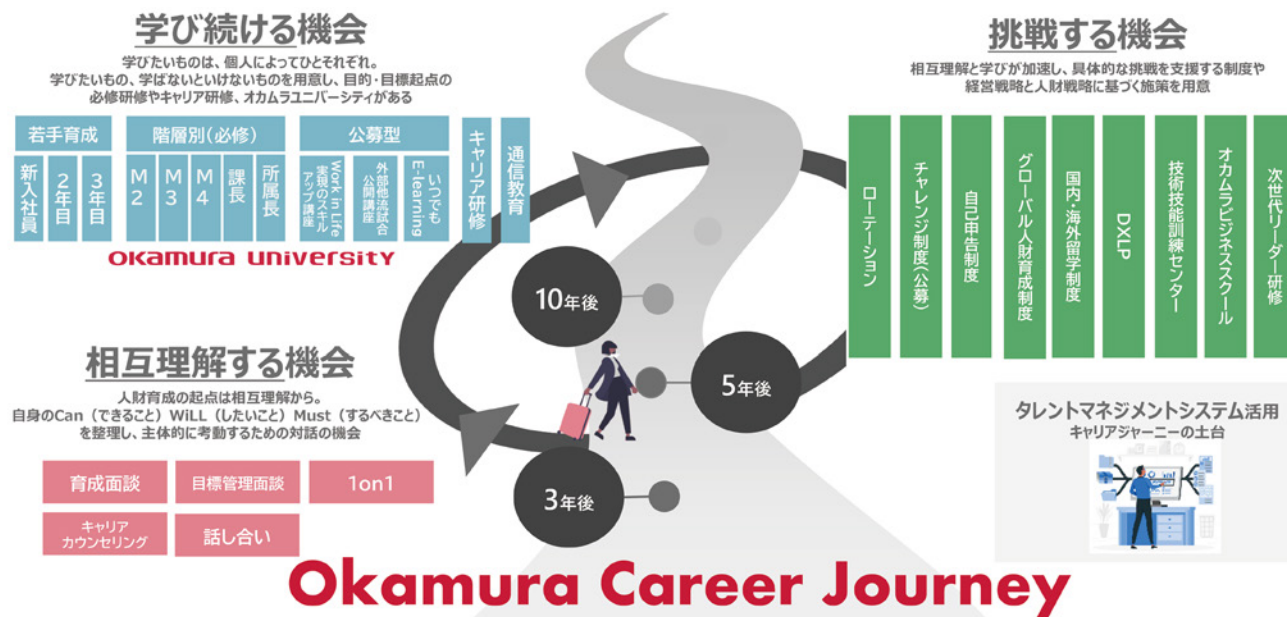 学び続ける機会
学びたいものは、個人によってひとそれぞれ。
学びたいもの、学ばないといけないものを用意し、目的・目標起点の
必修研修やキャリア研修、オカムラユニバーシティがある
若手育成
新入社員
2年目
3年目
階層別(必修)
M2
M3
M4
課長
所属長
公募型
Work in Life
実現のスキル
アップ講座
外部他流試合
公開講座
いつでも
E-learning
キャリア研修
通信教育
OKAMURA UNIVERSITY
相互理解する機会
人財育成の起点は相互理解から。
自身のCan（できること）WiLL（したいこと）Must（するべきこと）
を整理し、主体的に考動するための対話の機会
育成面談
目標管理面談
1on1
キャリア
カウンセリング
話し合い
10年後
5年後
3年後
挑戦する機会
相互理解と学びが加速し、具体的な挑戦を支援する制度や
経営戦略と人財戦略に基づく施策を用意
ローテーション
チャレンジ制度(公募)
自己申告制度
グローバル人財育成制度
国内・海外留学制度
DXLP
技術技能訓練センター
オカムラビジネススクール
次世代リーダー研修
タレントマネジメントシステム活用
キャリアジャーニーの土台
Okamura Career Journey